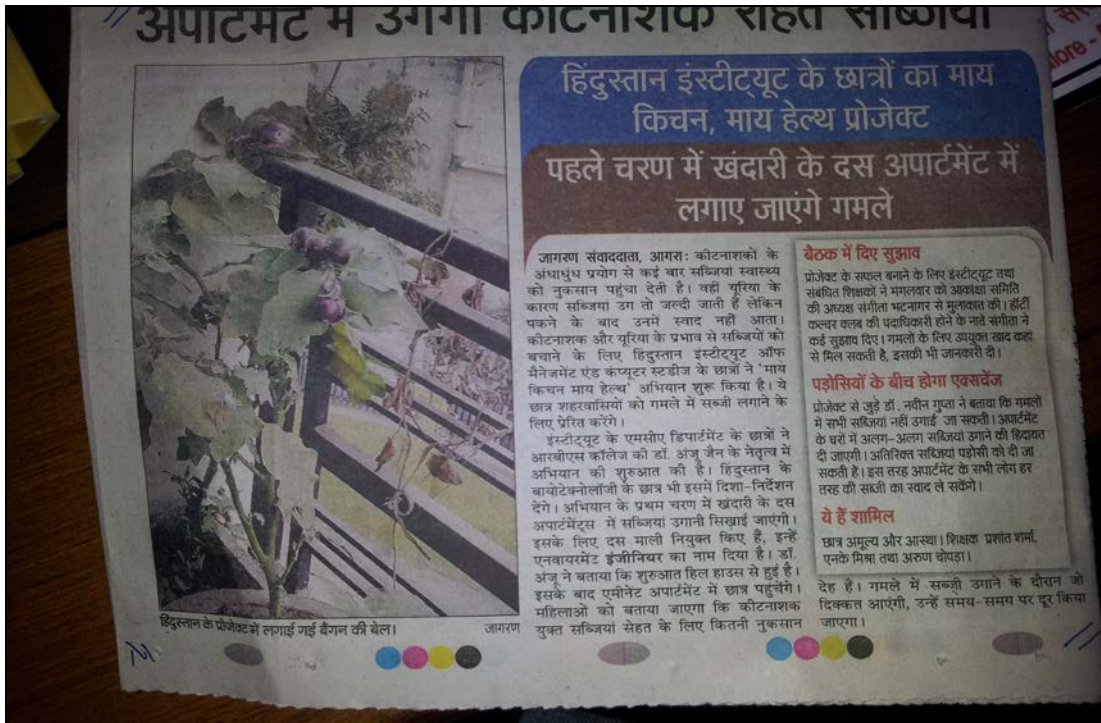 अपार्टमेंट में उगेंगी कीटनाशक रहित सब्जियां
हिंदुस्तान इंस्टीट्यूट के छात्रों का माय
किचन, माय हेल्थ प्रोजेक्ट
पहले चरण में खंदारी के दस अपार्टमेंट में
लगाए जाएंगे गमले
जागरण संवाददाता, आगरा: कीटनाशकों के
अंधाधुंध प्रयोग से कई बार सब्जियां स्वास्थ्य
को नुकसान पहुंचा देती है। वहीं यूरिया के
कारण सब्जियां उग तो जल्दी जाती हैं लेकिन
पकने के बाद उनमें स्वाद नहीं आता।
कीटनाशक और यूरिया के प्रभाव से सब्जियों को
बचाने के लिए हिंदुस्तान इंस्टीट्यूट ऑफ
मैनेजमेंट एंड कंप्यूटर स्टडीज के छात्रों ने 'माय
किचन माय हेल्थ' अभियान शुरू किया है। ये
छात्र शहरवासियों को गमले में सब्जी लगाने के
लिए प्रेरित करेंगे।
इंस्टीट्यूट के एमसीए डिपार्टमेंट के छात्रों ने
आरबीएस कॉलेज की डॉ. अंजु जैन के नेतृत्व में
अभियान की शुरुआत की है। हिंदुस्तान के
बायोटेक्नोलॉजी के छात्र भी इसमें दिशा-निर्देशन
देंगे। अभियान के प्रथम चरण में खंदारी के दस
अपार्टमेंट्स में सब्जियां उगानी सिखाई जाएंगी।
इसके लिए दस माली नियुक्त किए हैं, इन्हें
एनवायरमेंट इंजीनियर का नाम दिया है। डॉ.
अंजू ने बताया कि शुरुआत हिल हाउस से हुई है।
इसके बाद एमीनेंट अपार्टमेंट में छात्र पहुंचेंगे।
महिलाओं को बताया जाएगा कि कीटनाशक
युक्त सब्जियां सेहत के लिए कितनी नुकसान
बैठक में दिए सुझाव
प्रोजेक्ट के सफल बनाने के लिए इंस्टीट्यूट तथा
संबंधित शिक्षकों ने मंगलवार को आकांक्षा समिति
की अध्यक्ष संगीता भटनागर से मुलाकात की। हॉर्टी
कल्चर क्लब की पदाधिकारी होने के नाते संगीता ने
कई सुझाव दिए। गमलों के लिए उपयुक्त खाद कहां
से मिल सकती है, इसकी भी जानकारी दी।
पड़ोसियों के बीच होगा एक्सचेंज
प्रोजेक्ट से जुड़े डॉ. नवीन गुप्ता ने बताया कि गमलों
में सभी सब्जियां नहीं उगाई जा सकती। अपार्टमेंट
के घरों में अलग-अलग सब्जियां उगाने की हिदायत
दी जाएगी। अतिरिक्त सब्जियां पड़ोसी को दी जा
सकती है। इस तरह अपार्टमेंट के सभी लोग हर
तरह की सब्जी का स्वाद ले सकेंगे।
ये हैं शामिल
छात्र अमूल्य और आस्था। शिक्षक प्रशांत शर्मा,
एनके मिश्रा तथा अरुण चोपड़ा।
देह हैं। गमले में सब्जी उगाने के दौरान जो
दिक्कत आएंगी, उन्हें समय-समय पर दूर किया
जाएगा।
हिंदुस्तान के प्रोजेक्ट में लगाई गई बैंगन की बेल। जागरण